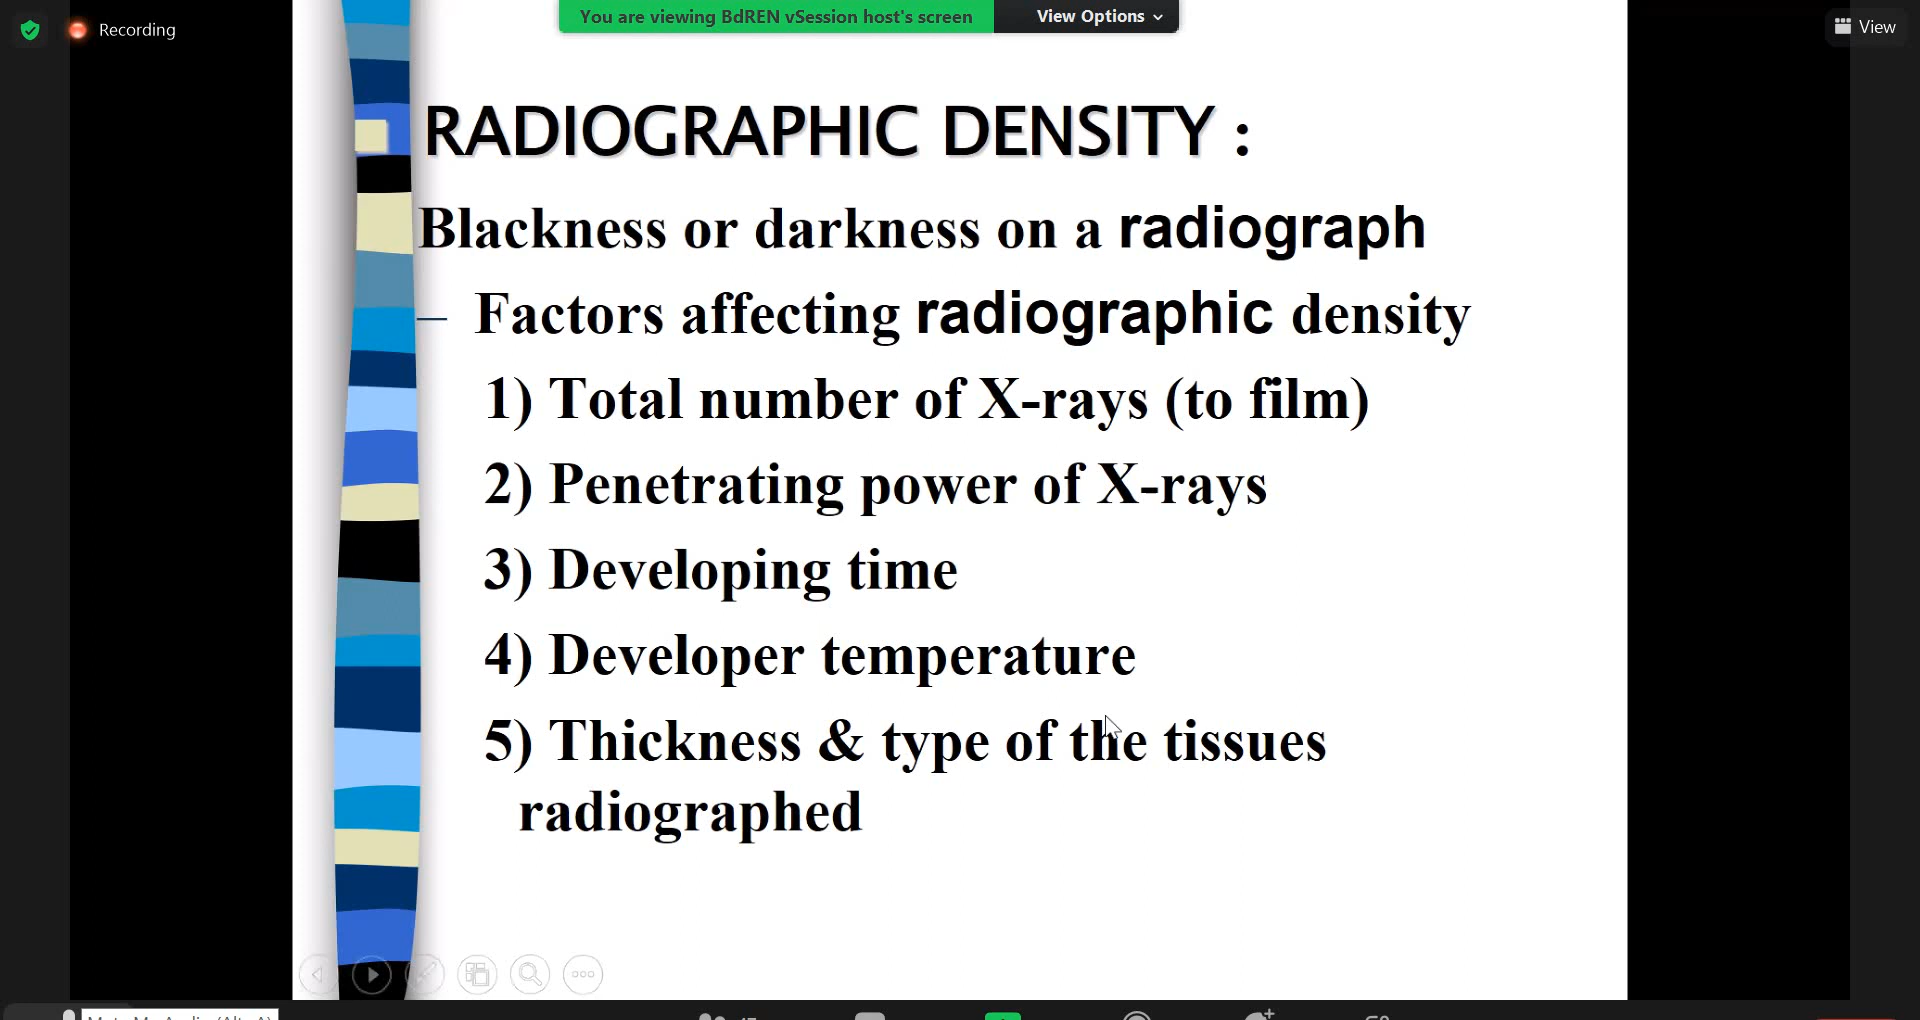 You are viewing BdREN vSession host's screen View Options
Recording
View
RADIOGRAPHIC DENSITY :
Blackness or darkness on a radiograph
– Factors affecting radiographic density
1) Total number of X-rays (to film)
2) Penetrating power of X-rays
3) Developing time
4) Developer temperature
5) Thickness & type of the tissues
radiographed